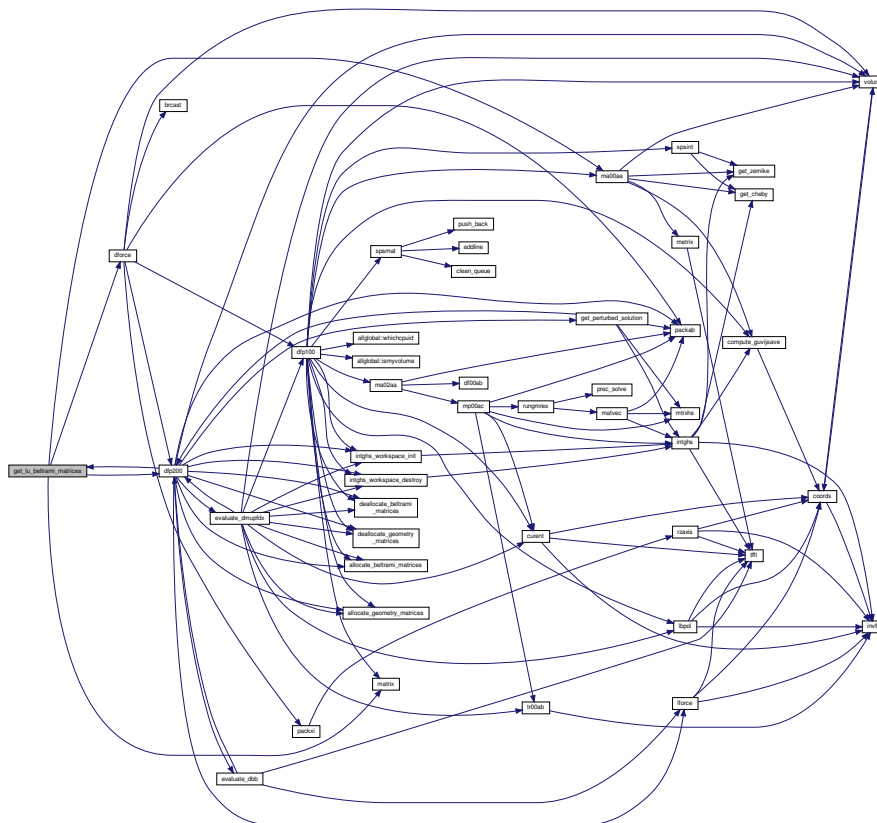 volum
brcast
spsint
get_zernike
ma00aa
get_cheby
push_back
metrix
addline
dforce
spsmat
clean_queue
get_perturbed_solution
packab
allglobal::whichcpuid
compute_guvijsave
dfp100
allglobal::ismyvolume
ma02aa
df00ab
prec_solve
mp00ac
rungmres
matvec
mtrxhs
intghs
intghs_workspace_init
get_lu_beltrami_matrices
dfp200
intghs_workspace_destroy
coords
deallocate_beltrami
_matrices
evaluate_dmupfdx
deallocate_geometry
_matrices
curent
rzaxis
tfft
allocate_beltrami_matrices
allocate_geometry_matrices
lbpol
invf
matrix
tr00ab
lforce
packxi
evaluate_dbb